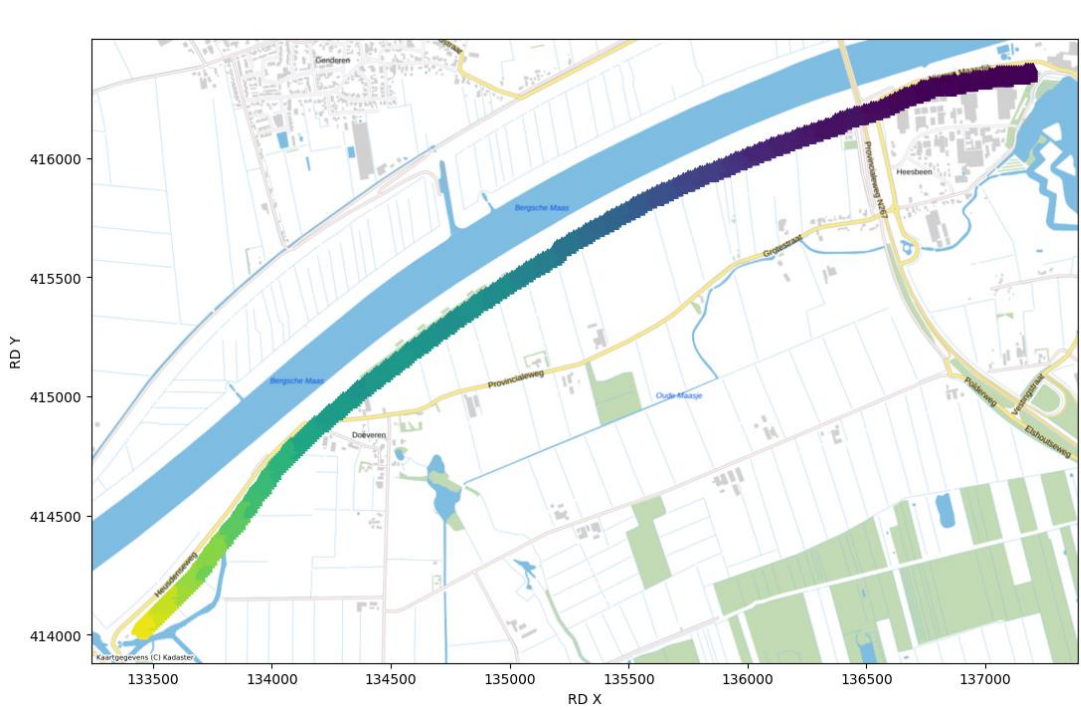 Genderen
416000
415500
415000
414500
414000
RD Y
Bergsche Maas
Bergsche Maas
Provincialeweg N267
Heesbeen
Grotestraat
Provincialeweg
Oude Maasje
Doeveren
Polderweg
Vestingstraat
Elshoutseweg
Heusdenseweg
Kaartgegevens (C) Kadaster
133500 134000 134500 135000 135500 136000 136500 137000
RD X